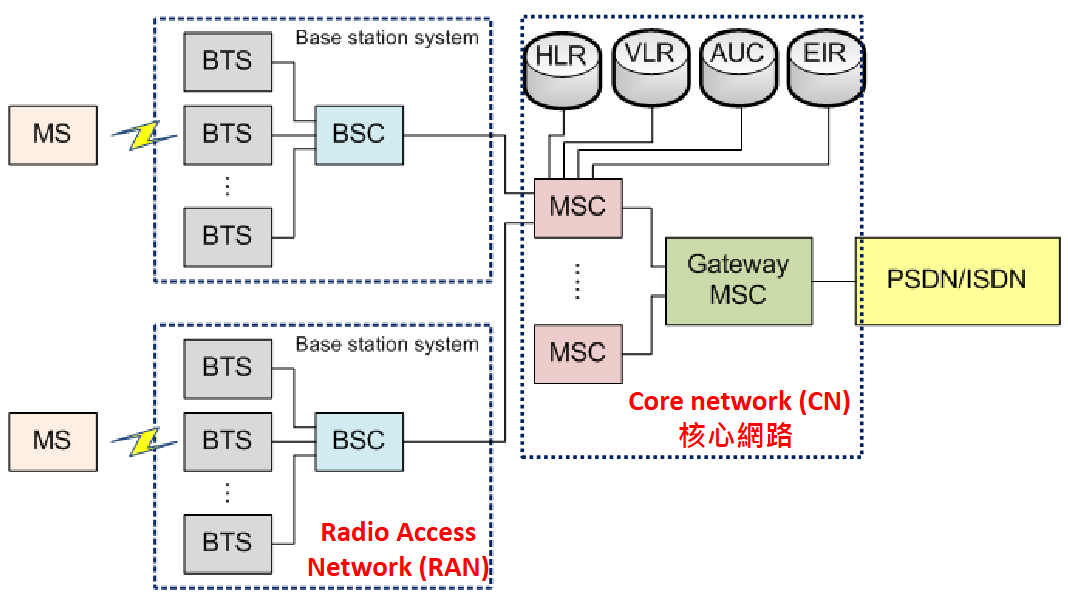 Base station system
BTS
BTS
BTS
MS
BSC
HLR
VLR
AUC
EIR
MSC
MSC
Gateway
MSC
PSDN/ISDN
Core network (CN)
核心網路
Base station system
BTS
BTS
BTS
MS
BSC
Radio Access
Network (RAN)